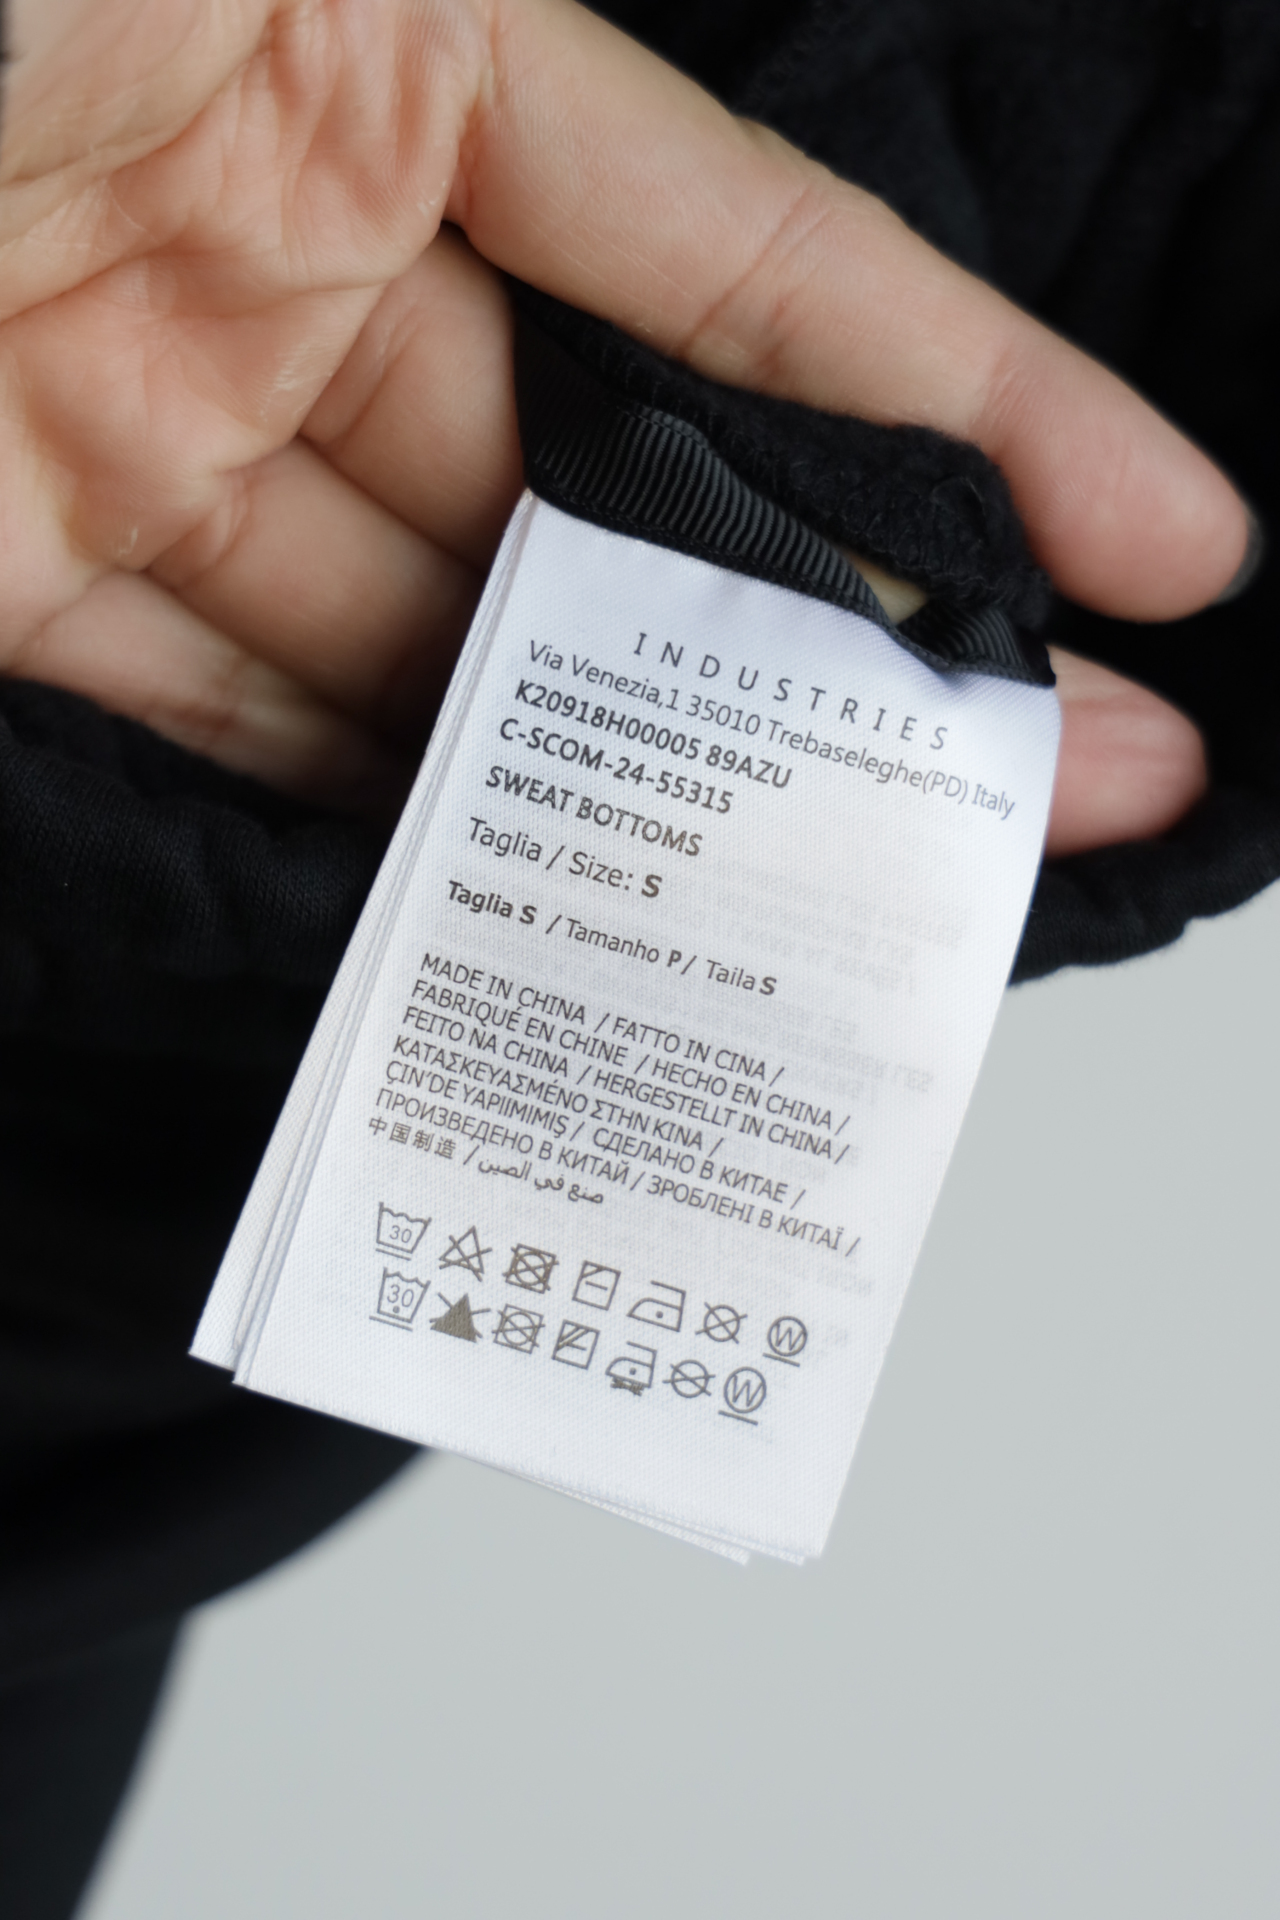 INDUSTRIES
Via Venezia,1 35010 Trebaseleghe(PD) Italy
K20918H00005 89AZU
C-SCOM-24-55315
SWEAT BOTTOMS
Taglia / Size: S
Taglia S / Tamanho P/ Taila S
MADE IN CHINA / FATTO IN CINA /
FABRIQUÉ EN CHINE / HECHO EN CHINA /
FEITO NA CHINA / HERGESTELLT IN CHINA /
ΚΑΤΑΣΚΕΥΑΣΜÉΝΟ ΣΤΗΝ ΚΙΝΑ /
ÇIN'DE YAPIIMIMIŞ / СДЕЛАНО В КИТАЕ /
ПРОИЗВЕДЕНО В КИТАЙ / ЗРОБЛЕНІ В КИТАЇ /
中国制造 / صنع في الصين
30 W
30 W